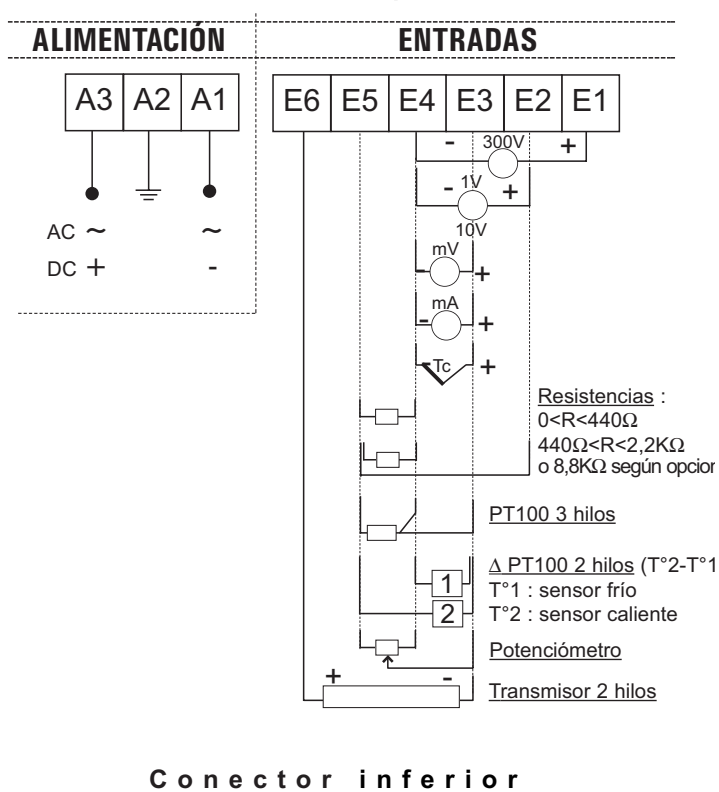 ALIMENTACIÓN ENTRADAS
A3 A2 A1 E6 E5 E4 E3 E2 E1
- 300V +
- 1V +
10V
AC ~ ~
mV
DC + -
- +
mA
- +
- Tc +
Resistencias :
0<R<440Ω
440Ω<R<2,2KΩ
o 8,8KΩ según opcion
PT100 3 hilos
Δ PT100 2 hilos (T°2-T°1
1 T°1 : sensor frío
2 T°2 : sensor caliente
Potenciómetro
+ - Transmisor 2 hilos
Conector inferior